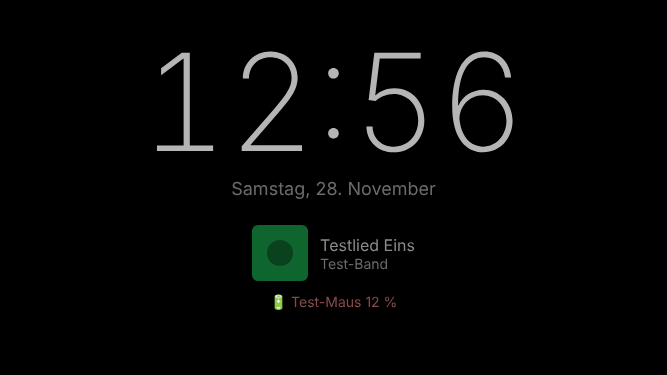 12:56
Samstag, 28. November
Testlied Eins
Test-Band
🔋 Test-Maus 12 %